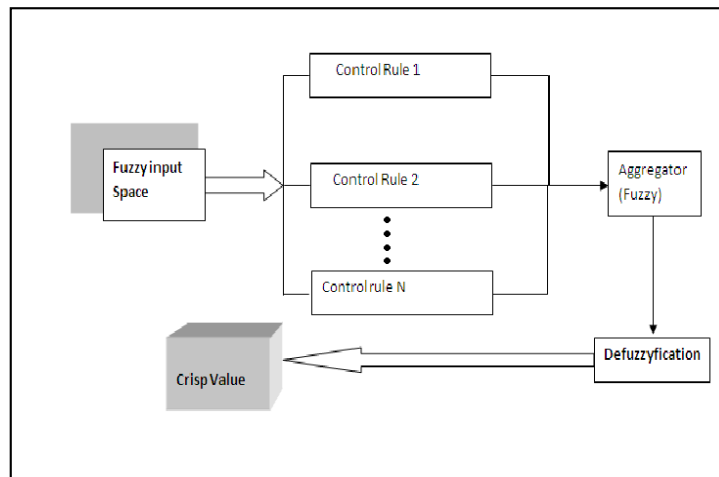 Control Rule 1
Fuzzy input
Space
Control Rule 2
Aggregator
(Fuzzy)
Control rule N
Defuzzyfication
Crisp Value